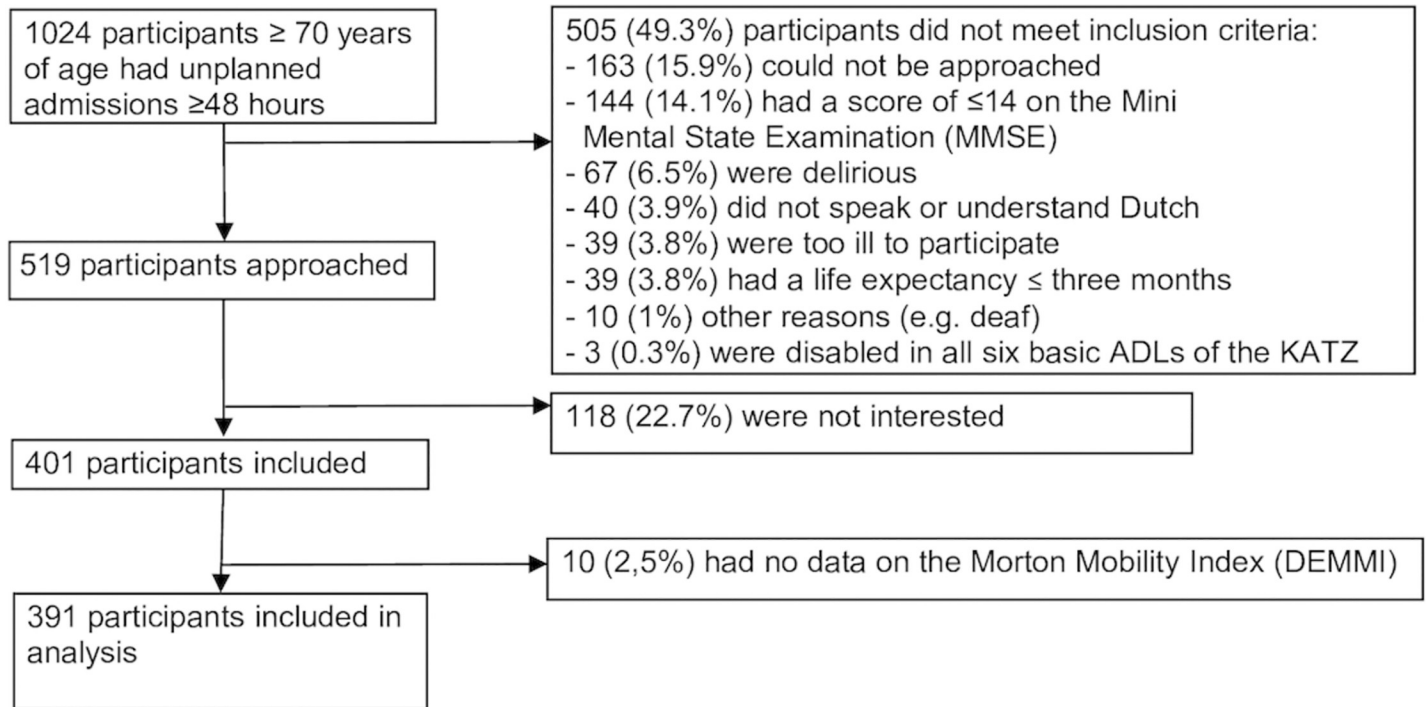 1024 participants ≥ 70 years
of age had unplanned
admissions ≥48 hours
505 (49.3%) participants did not meet inclusion criteria:
- 163 (15.9%) could not be approached
- 144 (14.1%) had a score of ≤14 on the Mini
Mental State Examination (MMSE)
- 67 (6.5%) were delirious
- 40 (3.9%) did not speak or understand Dutch
- 39 (3.8%) were too ill to participate
- 39 (3.8%) had a life expectancy ≤ three months
- 10 (1%) other reasons (e.g. deaf)
- 3 (0.3%) were disabled in all six basic ADLs of the KATZ
519 participants approached
118 (22.7%) were not interested
401 participants included
10 (2,5%) had no data on the Morton Mobility Index (DEMMI)
391 participants included in
analysis